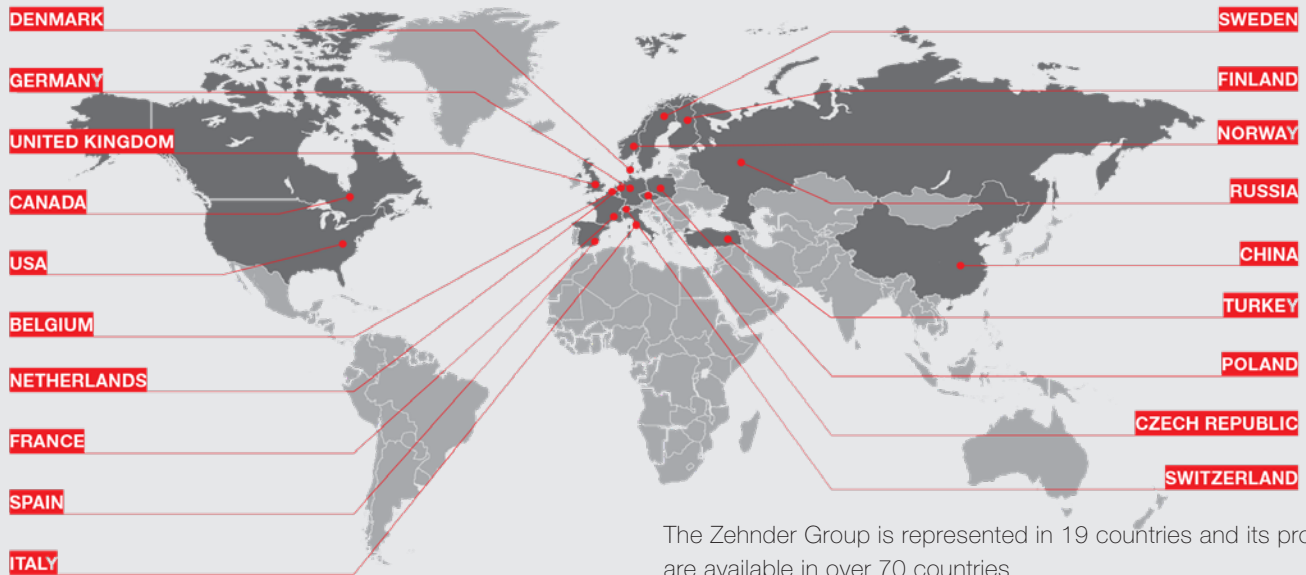 DENMARK
GERMANY
UNITED KINGDOM
CANADA
USA
BELGIUM
NETHERLANDS
FRANCE
SPAIN
ITALY
SWEDEN
FINLAND
NORWAY
RUSSIA
CHINA
TURKEY
POLAND
CZECH REPUBLIC
SWITZERLAND
The Zehnder Group is represented in 19 countries and its
are available in over 70 countries